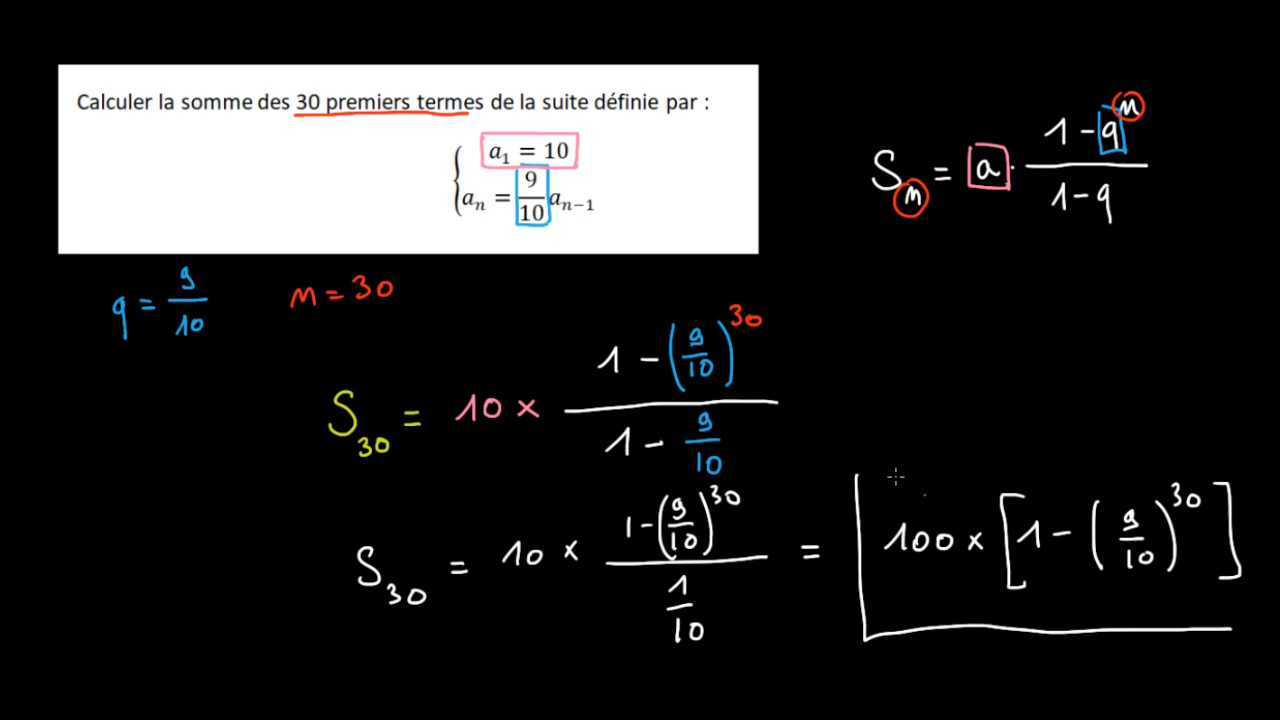 Calculer la somme des 30 premiers termes de la suite définie par :
a₁ = 10
aₙ = 9/10 aₙ₋₁
Sₙ = a · (1 - qⁿ)/(1 - q)
q = 9/10
n = 30
S₃₀ = 10 × (1 - (9/10)³⁰)/(1 - 9/10)
S₃₀ = 10 × (1 - (9/10)³⁰)/(1/10) = 100 × [1 - (9/10)³⁰]